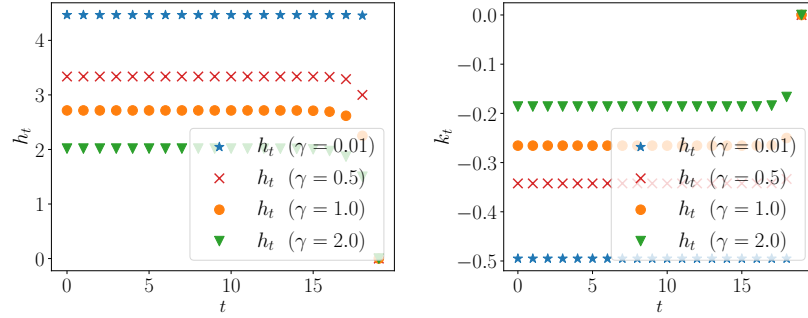 4
3
2
1
0
h_t
0
5
10
15
t
h_t (γ = 0.01)
h_t (γ = 0.5)
h_t (γ = 1.0)
h_t (γ = 2.0)
0.0
−0.1
−0.2
−0.3
−0.4
−0.5
k_t
0
5
10
15
t
h_t (γ = 0.01)
h_t (γ = 0.5)
h_t (γ = 1.0)
h_t (γ = 2.0)